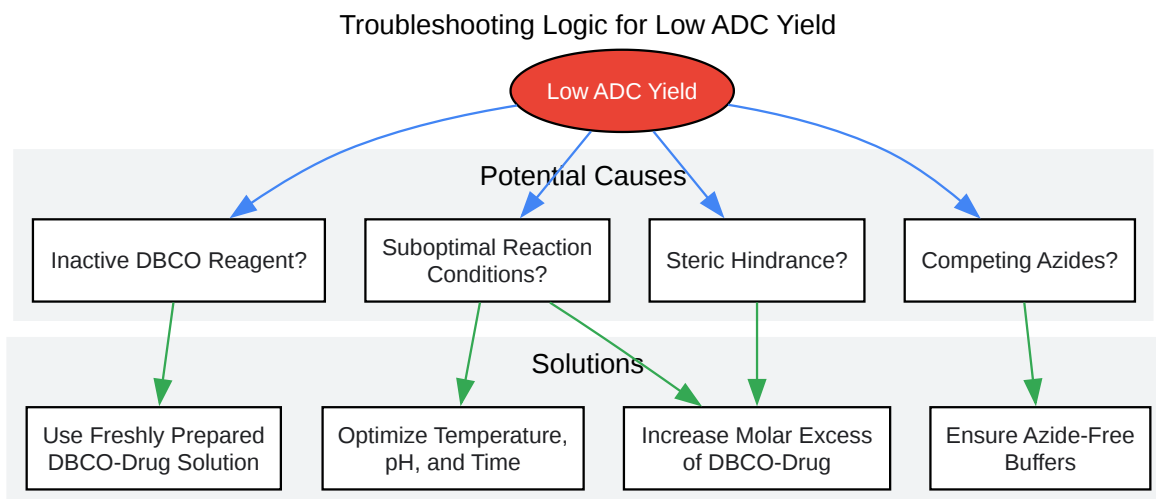 Troubleshooting Logic for Low ADC Yield
Low ADC Yield
Potential Causes
Inactive DBCO Reagent?
Suboptimal Reaction
Conditions?
Steric Hindrance?
Competing Azides?
Solutions
Use Freshly Prepared
DBCO-Drug Solution
Optimize Temperature,
pH, and Time
Increase Molar Excess
of DBCO-Drug
Ensure Azide-Free
Buffers